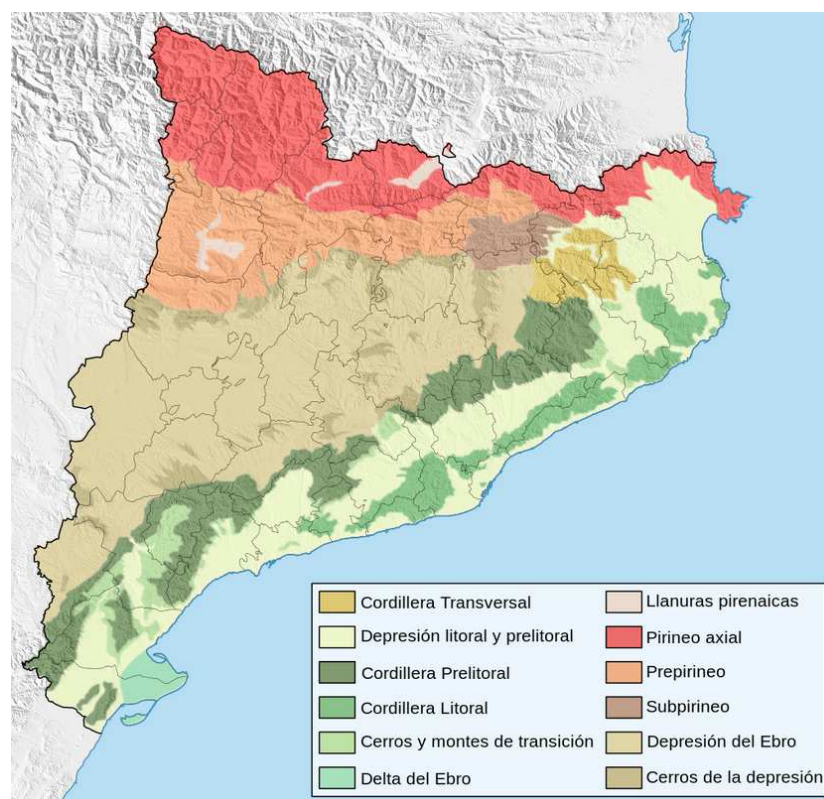 Cordillera Transversal
Depresión litoral y prelitoral
Cordillera Prelitoral
Cordillera Litoral
Cerros y montes de transición
Delta del Ebro
Llanuras pirenaicas
Pirineo axial
Prepirineo
Subpirineo
Depresión del Ebro
Cerros de la depresión